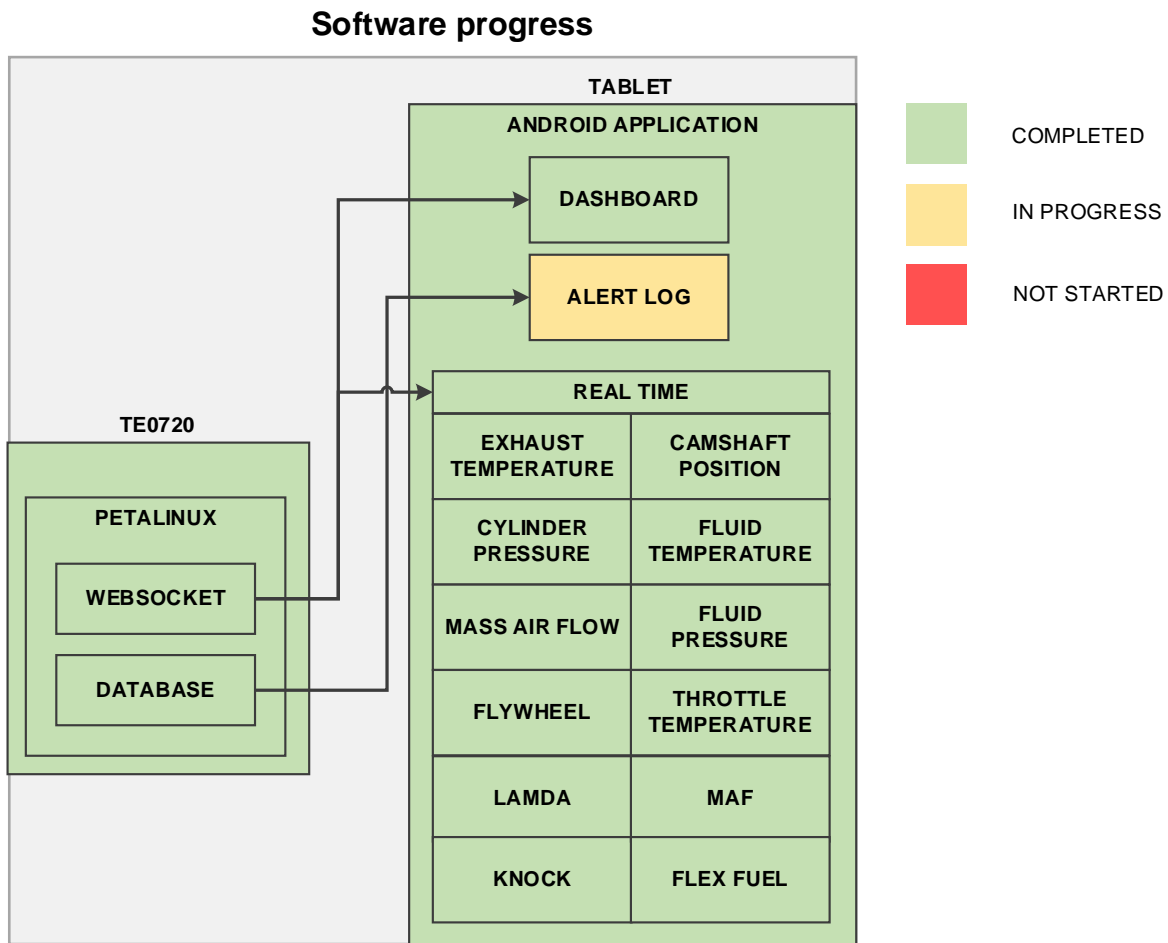 Software progress
TABLET
ANDROID APPLICATION
DASHBOARD
ALERT LOG
COMPLETED
IN PROGRESS
NOT STARTED
TE0720
PETALINUX
WEBSOCKET
DATABASE
REAL TIME
EXHAUST
TEMPERATURE
CAMSHAFT
POSITION
CYLINDER
PRESSURE
FLUID
TEMPERATURE
MASS AIR FLOW
FLUID
PRESSURE
FLYWHEEL
THROTTLE
TEMPERATURE
LAMDA
MAF
KNOCK
FLEX FUEL